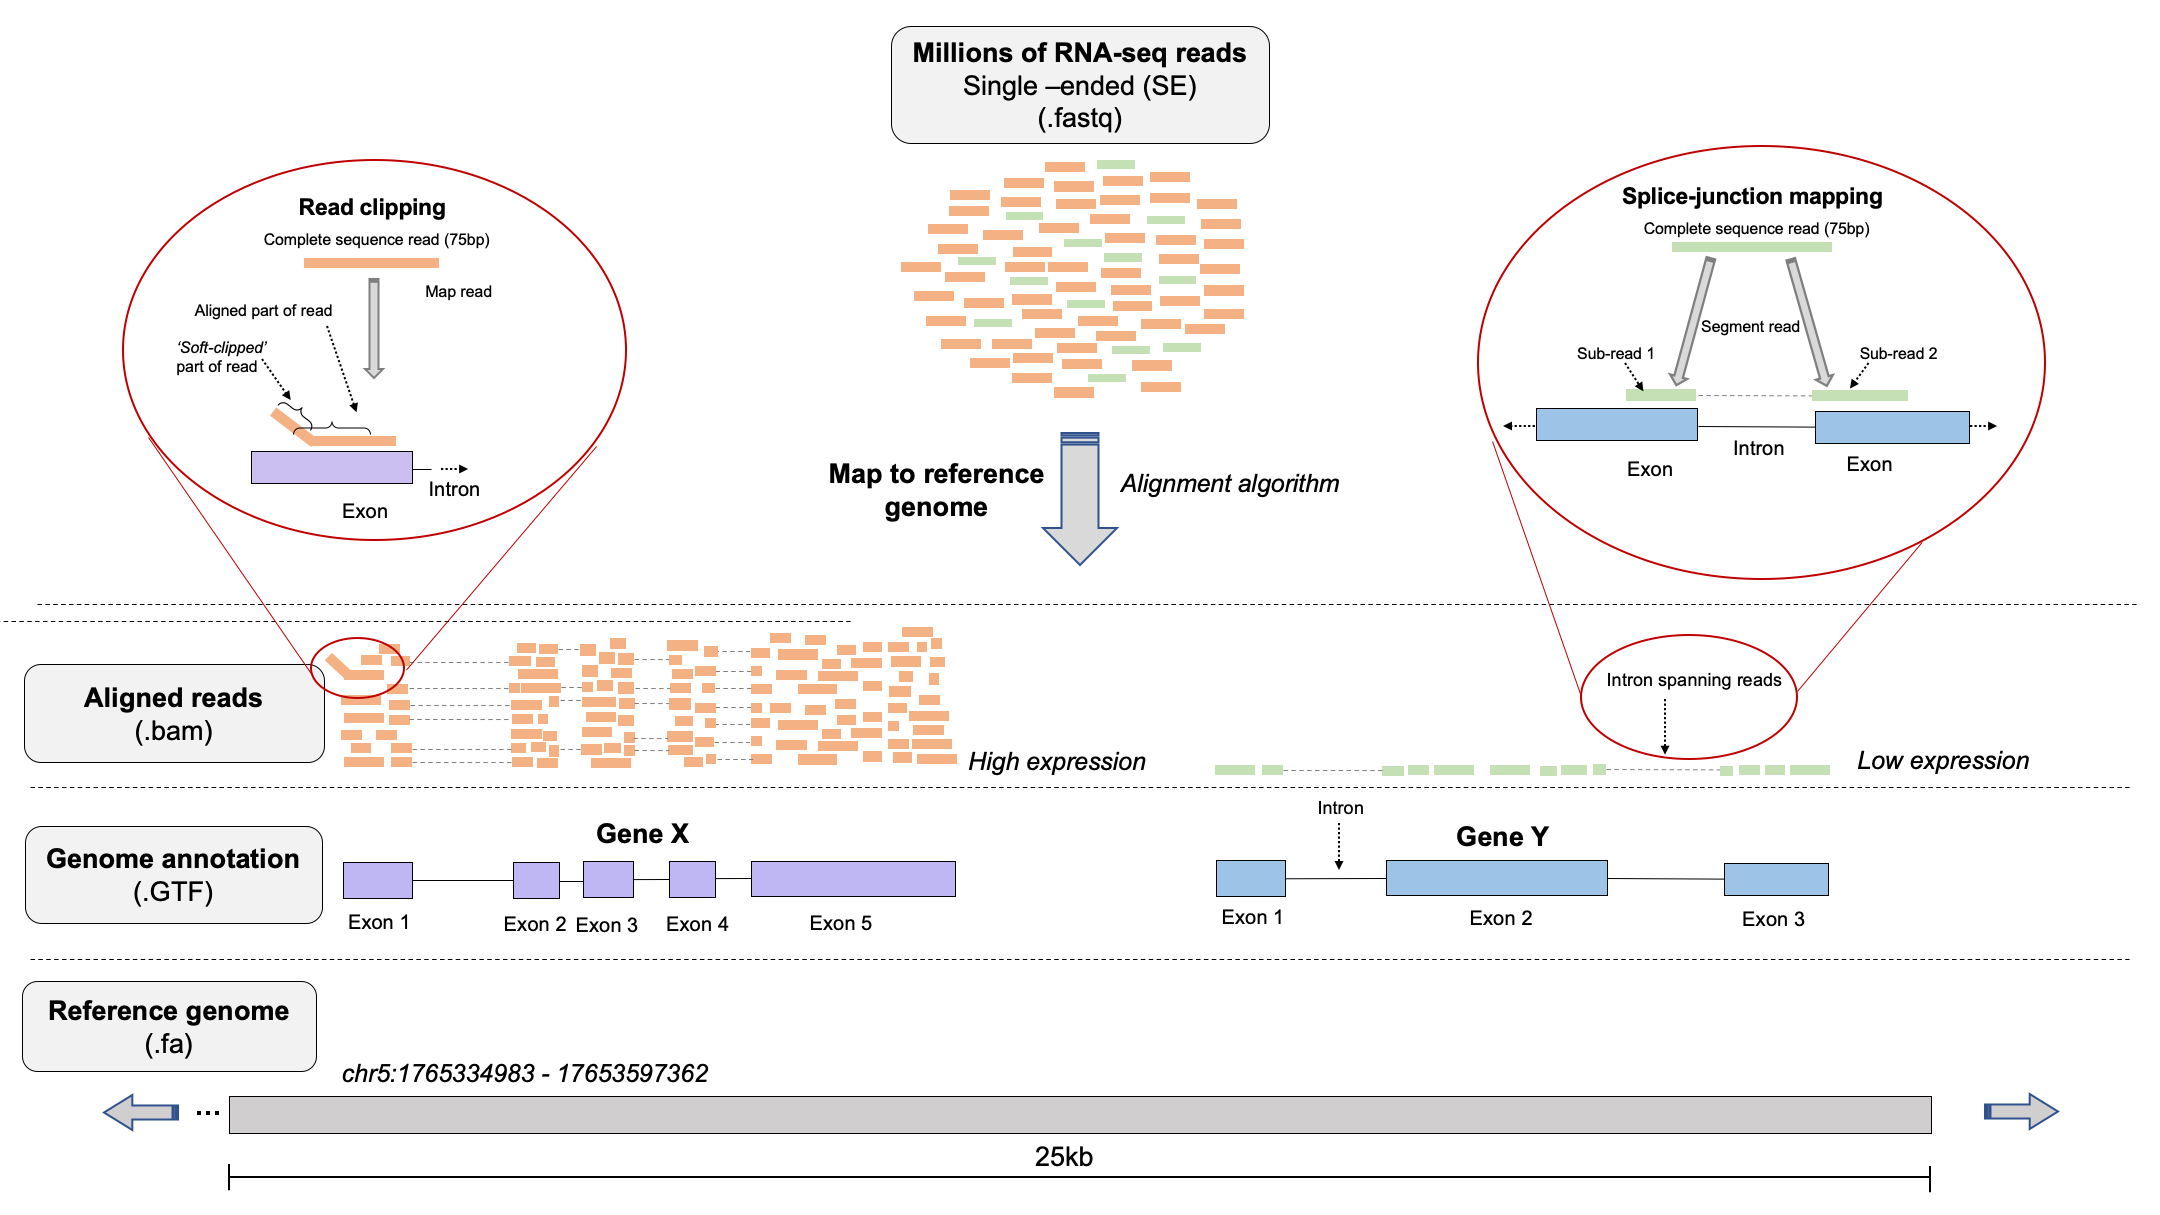 Millions of RNA-seq reads
Single –ended (SE)
(.fastq)
Read clipping
Complete sequence read (75bp)
Map read
Aligned part of read
‘Soft-clipped’
part of read
Exon
Intron
Splice-junction mapping
Complete sequence read (75bp)
Segment read
Sub-read 1
Sub-read 2
Exon
Intron
Exon
Map to reference
genome
Alignment algorithm
Aligned reads
(.bam)
High expression
Intron spanning reads
Low expression
Genome annotation
(.GTF)
Gene X
Exon 1
Exon 2
Exon 3
Exon 4
Exon 5
Intron
Gene Y
Exon 1
Exon 2
Exon 3
Reference genome
(.fa)
chr5:1765334983 - 17653597362
...
25kb